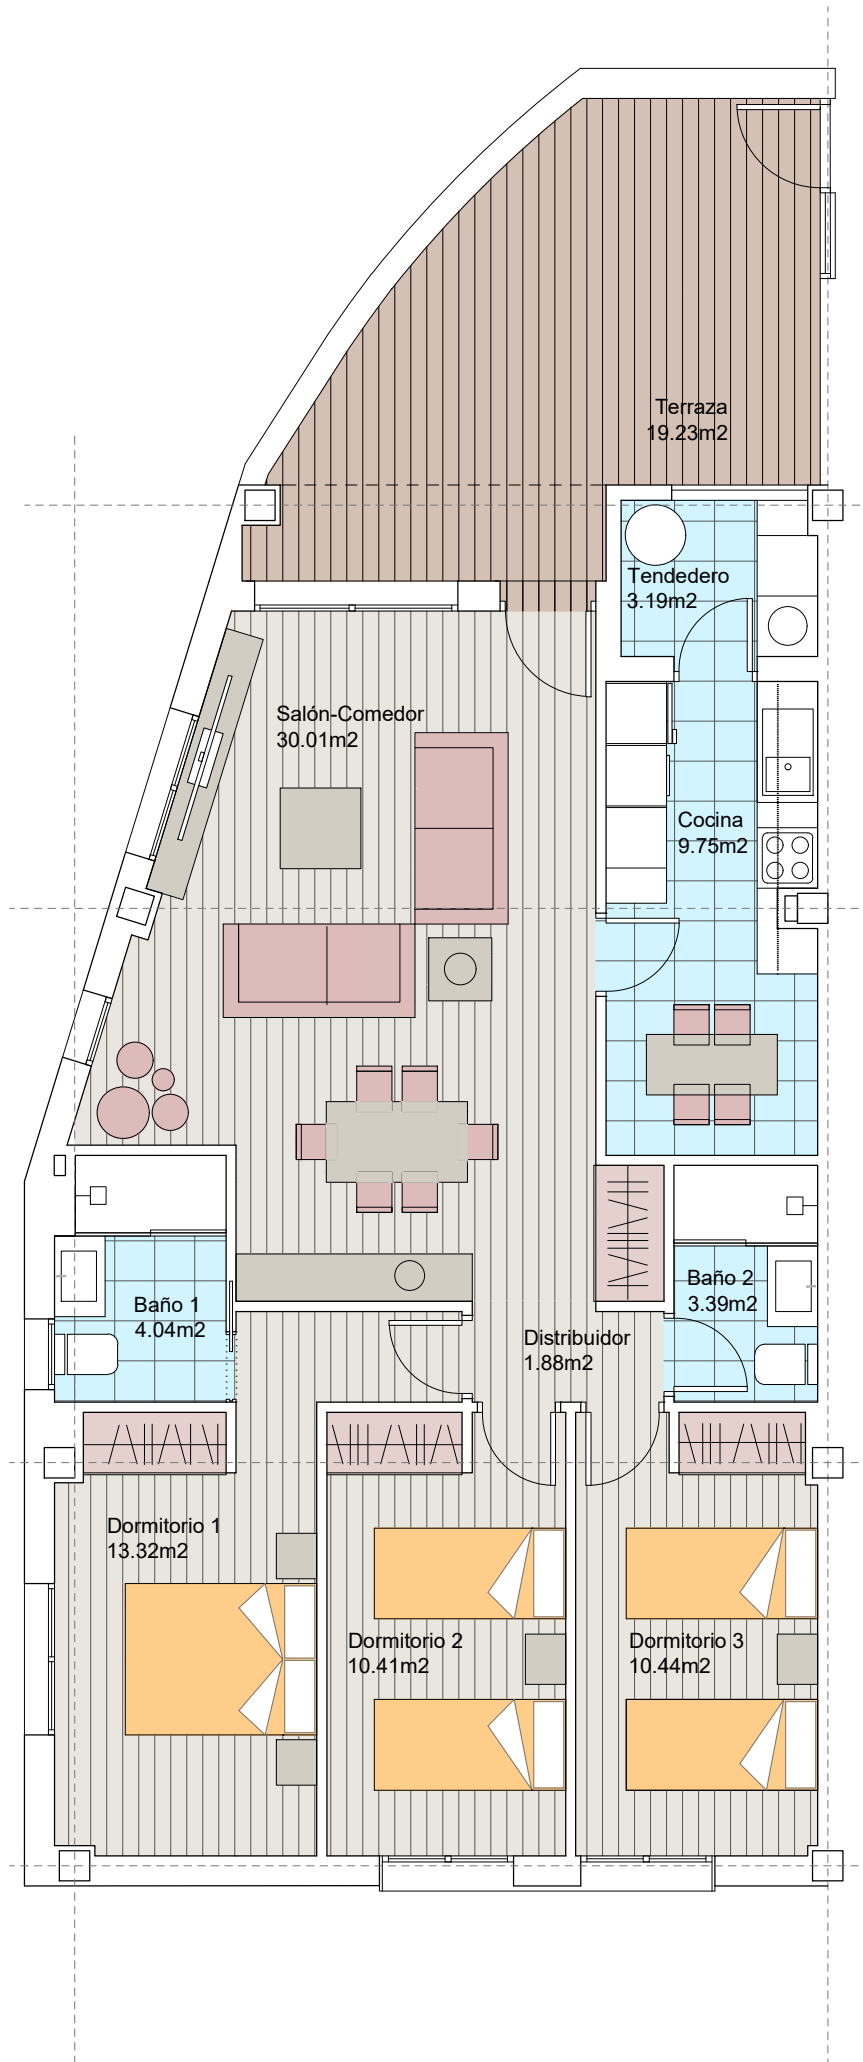 Terraza
19.23m2
Tendedero
3.19m2
Salón-Comedor
30.01m2
Cocina
9.75m2
Baño 1
4.04m2
Baño 2
3.39m2
Distribuidor
1.88m2
Dormitorio 1
13.32m2
Dormitorio 2
10.41m2
Dormitorio 3
10.44m2